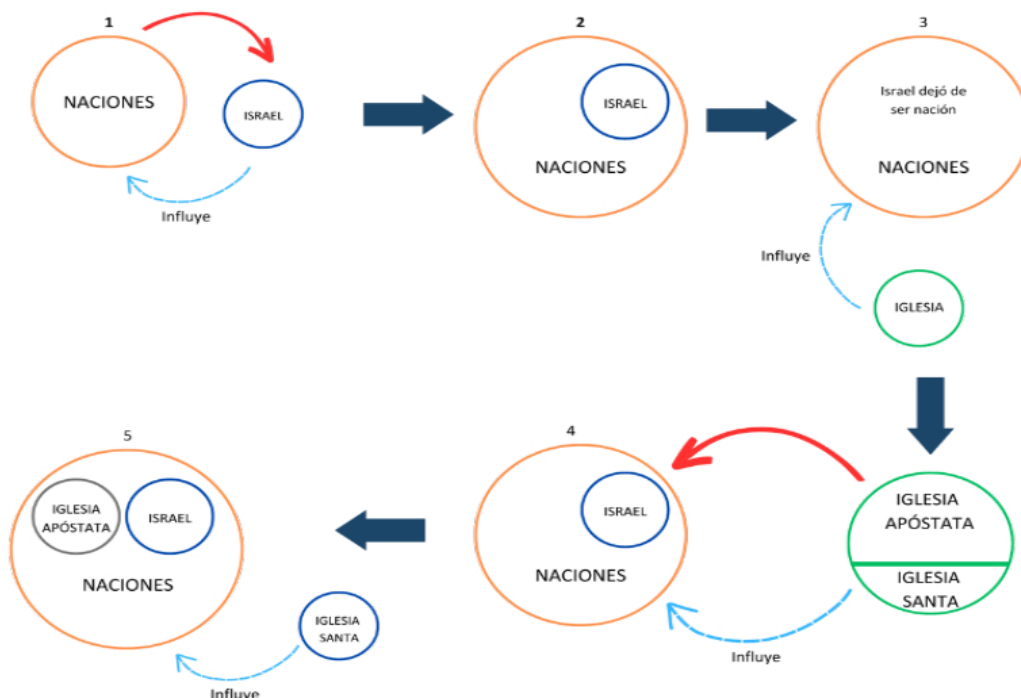 1
NACIONES
ISRAEL
Influye
2
ISRAEL
NACIONES
3
Israel dejó de
ser nación
NACIONES
Influye
IGLESIA
4
ISRAEL
NACIONES
IGLESIA
APÓSTATA
IGLESIA
SANTA
Influye
5
IGLESIA
APÓSTATA
ISRAEL
NACIONES
IGLESIA
SANTA
Influye